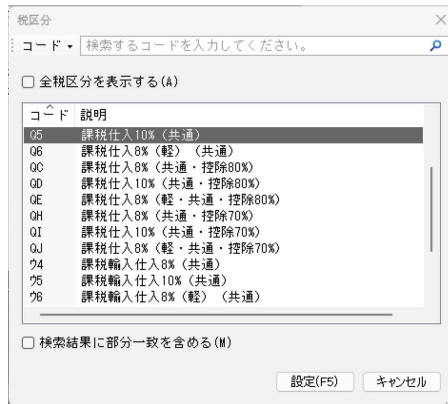 税区分
コード 検索するコードを入力してください。
全税区分を表示する(A)
コード 説明
Q5 課税仕入10%(共通)
Q6 課税仕入8%(軽)(共通)
QC 課税仕入8%(共通・控除80%)
QD 課税仕入10%(共通・控除80%)
QE 課税仕入8%(軽・共通・控除80%)
QH 課税仕入8%(共通・控除70%)
QI 課税仕入10%(共通・控除70%)
QJ 課税仕入8%(軽・共通・控除70%)
ウ4 課税輸入仕入8%(共通)
ウ5 課税輸入仕入10%(共通)
ウ6 課税輸入仕入8%(軽)(共通)
検索結果に部分一致を含める(M)
設定(F5) キャンセル